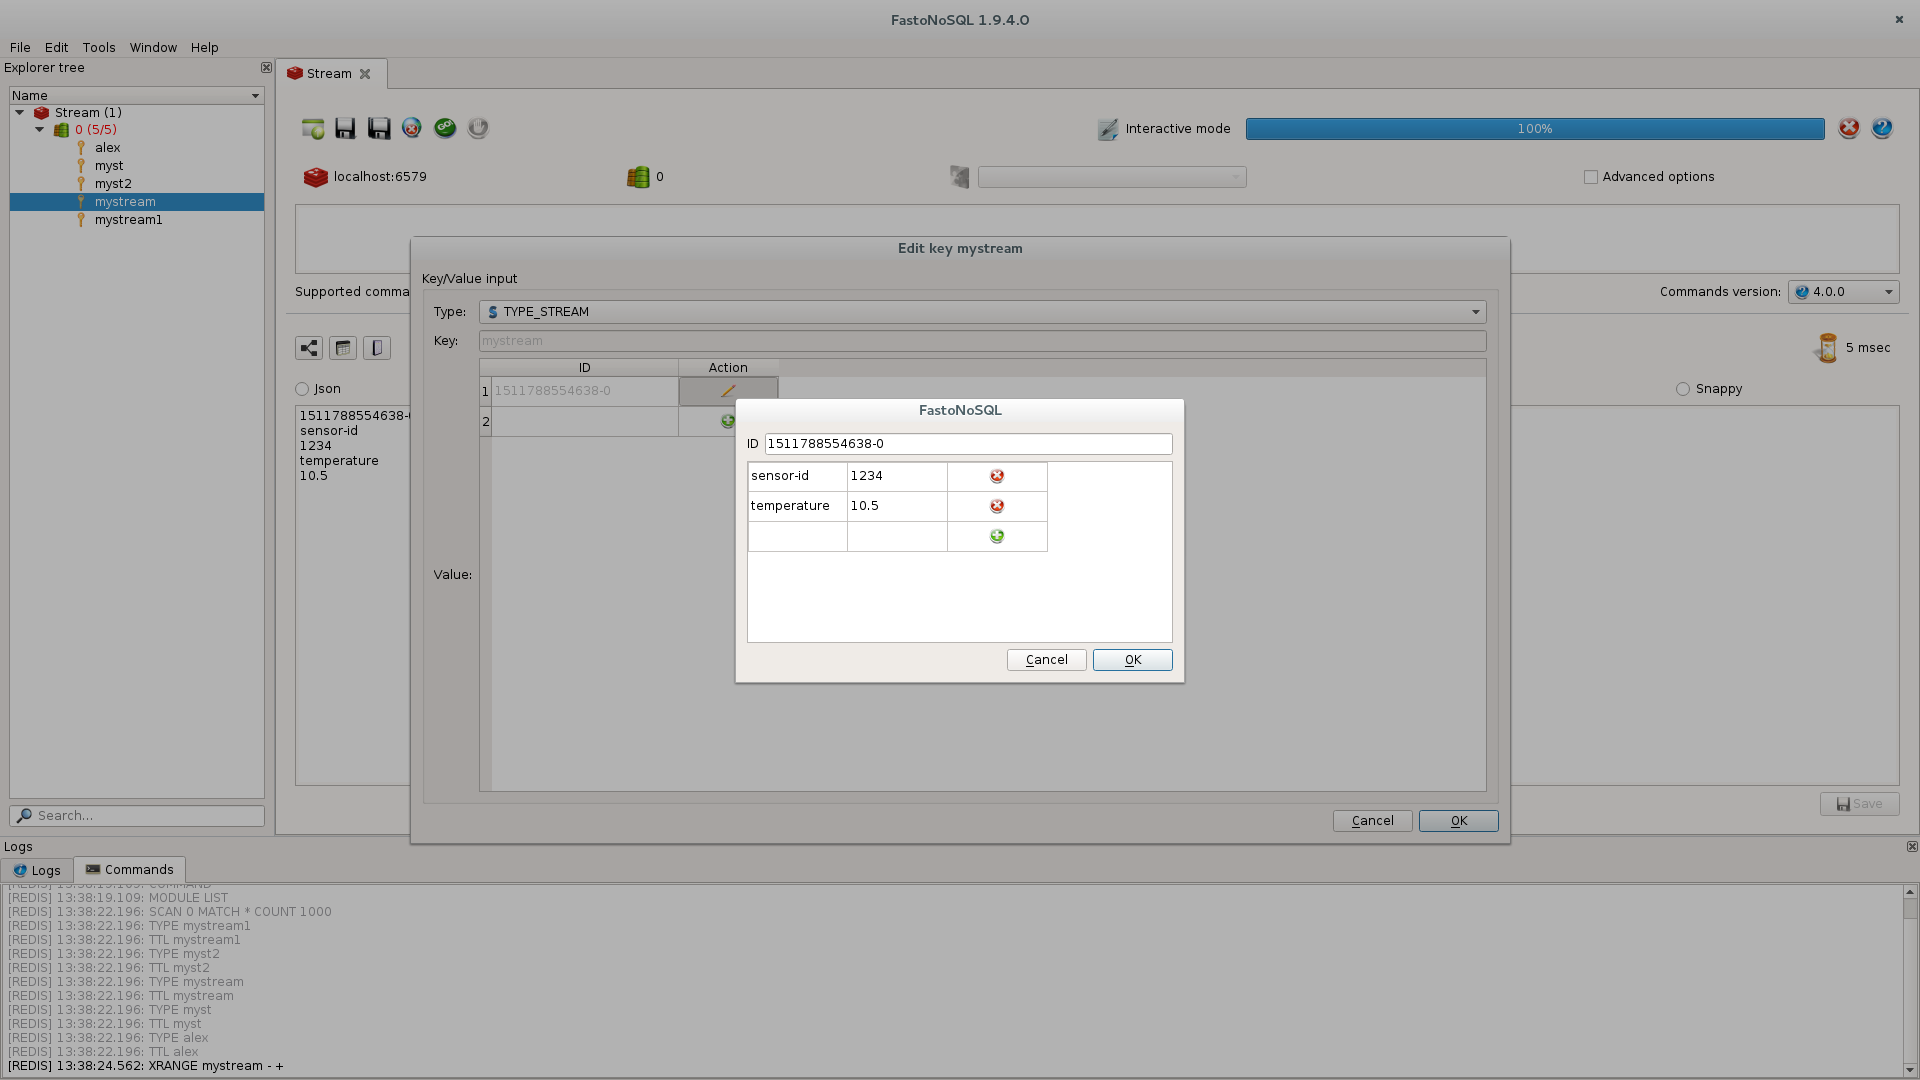 FastoNoSQL 1.9.4.0
File Edit Tools Window Help
Explorer tree
Name
Stream (1)
0 (5/5)
alex
myst
myst2
mystream
mystream1
Search...
Stream
Interactive mode
100%
localhost:6579
0
Advanced options
Supported comma
Commands version: 4.0.0
5 msec
Json
Snappy
1511788554638-
sensor-id
1234
temperature
10.5
Save
Edit key mystream
Key/Value input
Type: TYPE_STREAM
Key: mystream
ID Action
1 1511788554638-0
2
Value:
Cancel OK
FastoNoSQL
ID 1511788554638-0
sensor-id 1234
temperature 10.5
Cancel OK
Logs
Logs Commands
[REDIS] 13:38:19.109: COMMAND
[REDIS] 13:38:19.109: MODULE LIST
[REDIS] 13:38:22.196: SCAN 0 MATCH * COUNT 1000
[REDIS] 13:38:22.196: TYPE mystream1
[REDIS] 13:38:22.196: TTL mystream1
[REDIS] 13:38:22.196: TYPE myst2
[REDIS] 13:38:22.196: TTL myst2
[REDIS] 13:38:22.196: TYPE mystream
[REDIS] 13:38:22.196: TTL mystream
[REDIS] 13:38:22.196: TYPE myst
[REDIS] 13:38:22.196: TTL myst
[REDIS] 13:38:22.196: TYPE alex
[REDIS] 13:38:22.196: TTL alex
[REDIS] 13:38:24.562: XRANGE mystream - +